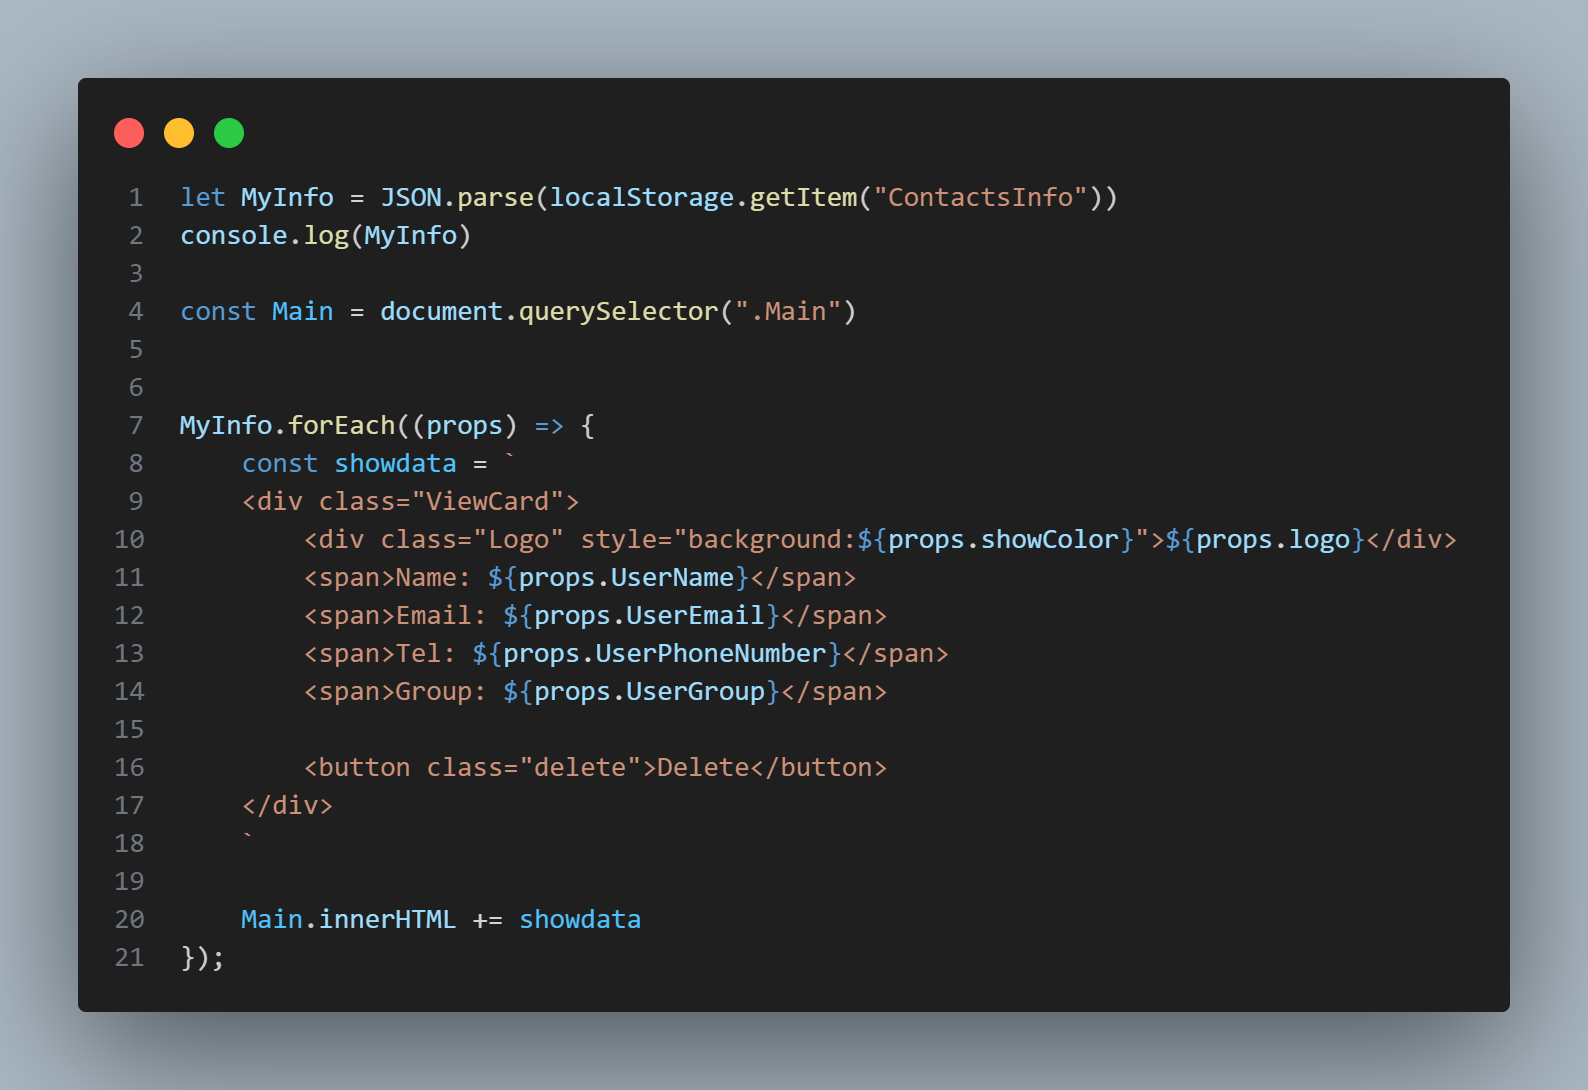 1 let MyInfo = JSON.parse(localStorage.getItem("ContactsInfo"))
2 console.log(MyInfo)
3
4 const Main = document.querySelector(".Main")
5
6
7 MyInfo.forEach((props) => {
8     const showdata = `
9     <div class="ViewCard">
10         <div class="Logo" style="background:${props.showColor}">${props.logo}</div>
11         <span>Name: ${props.UserName}</span>
12         <span>Email: ${props.UserEmail}</span>
13         <span>Tel: ${props.UserPhoneNumber}</span>
14         <span>Group: ${props.UserGroup}</span>
15
16         <button class="delete">Delete</button>
17     </div>
18     `
19
20     Main.innerHTML += showdata
21 });